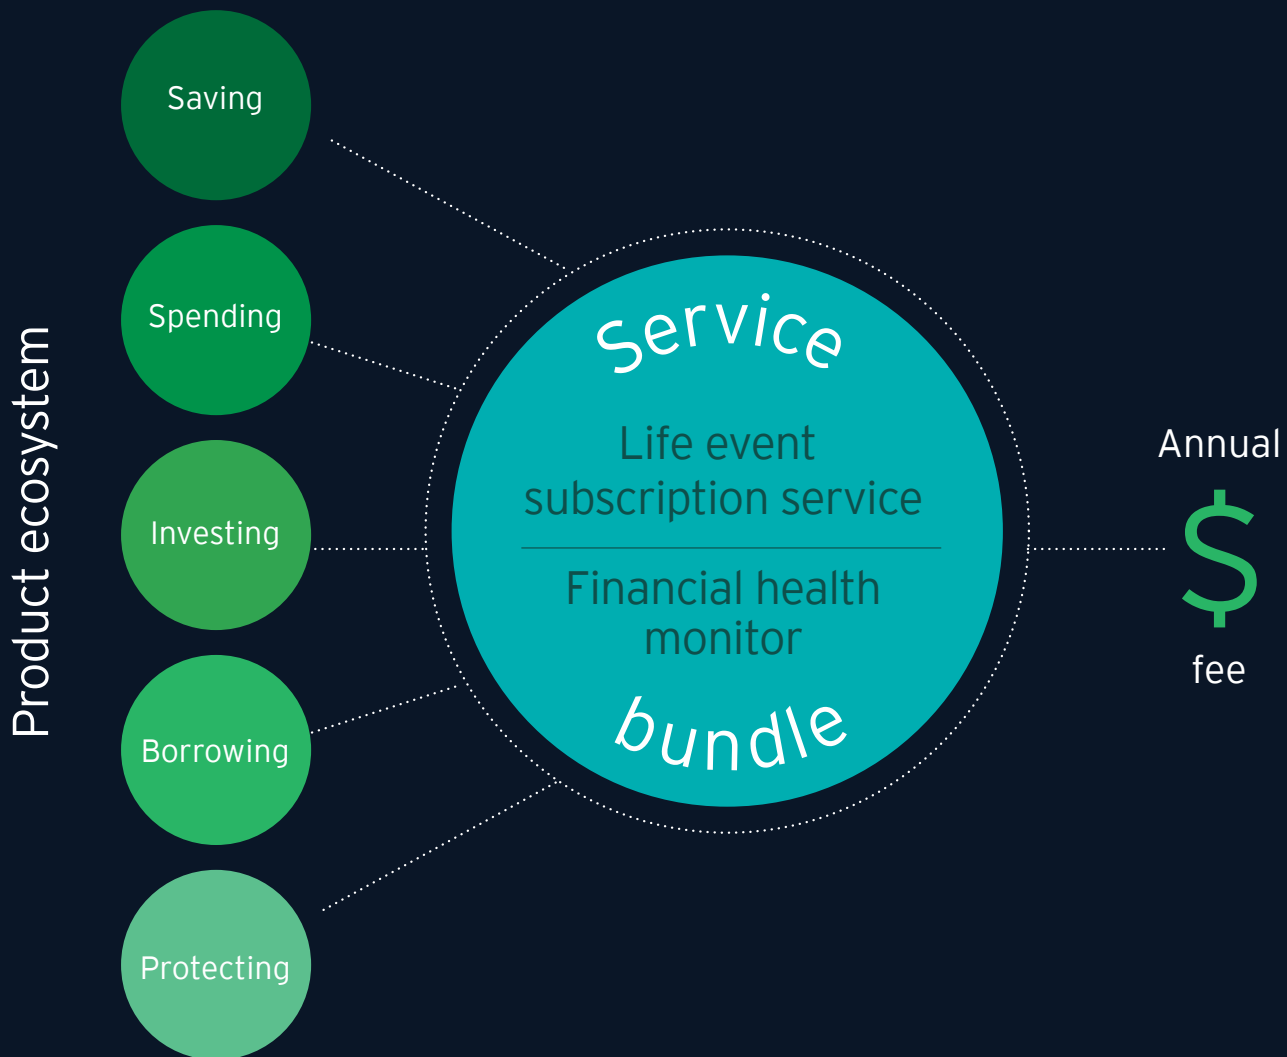 Product ecosystem
Saving
Spending
Investing
Borrowing
Protecting
Service
Life event
subscription service
Financial health
monitor
bundle
Annual
$
fee